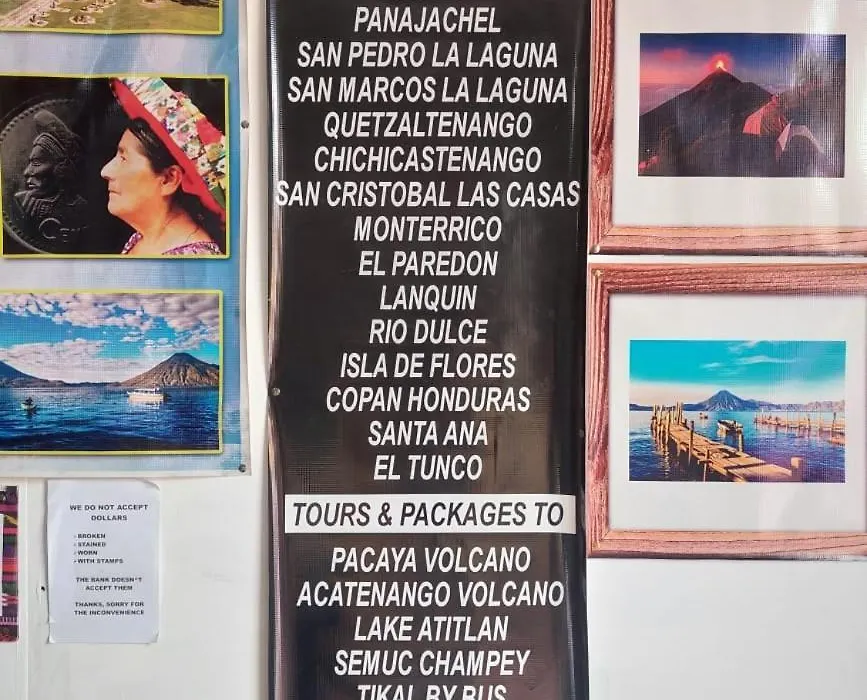 PANAJACHEL
SAN PEDRO LA LAGUNA
SAN MARCOS LA LAGUNA
QUETZALTENANGO
CHICHICASTENANGO
SAN CRISTOBAL LAS CASAS
MONTERRICO
EL PAREDON
LANQUIN
RIO DULCE
ISLA DE FLORES
COPAN HONDURAS
SANTA ANA
EL TUNCO
TOURS & PACKAGES TO
PACAYA VOLCANO
ACATENANGO VOLCANO
LAKE ATITLAN
SEMUC CHAMPEY
TIKAL BY BUS
WE DO NOT ACCEPT
DOLLARS
- BROKEN
- STAINED
- WORN
- WITH STAMPS
THE BANK DOESN'T
ACCEPT THEM
THANKS, SORRY FOR
THE INCONVENIENCE